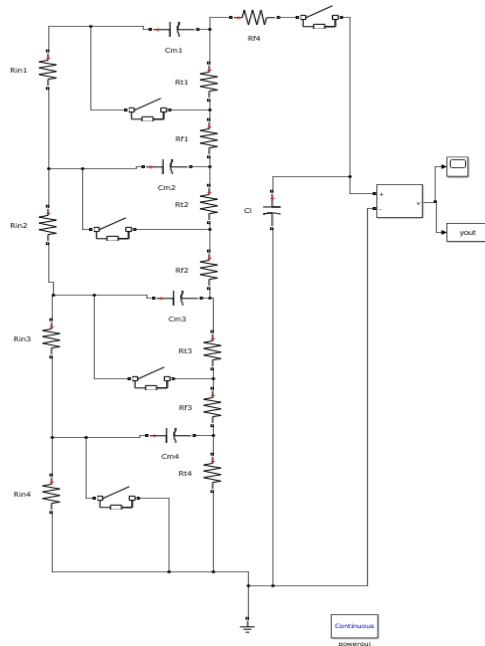 Cm1
Rf4
Rin1
Rt1
Rf1
Cm2
Rt2
Cl
+
v
-
yout
Rin2
Rf2
Cm3
Rin3
Rt3
Rf3
Cm4
Rt4
Rin4
Continuous
powergui